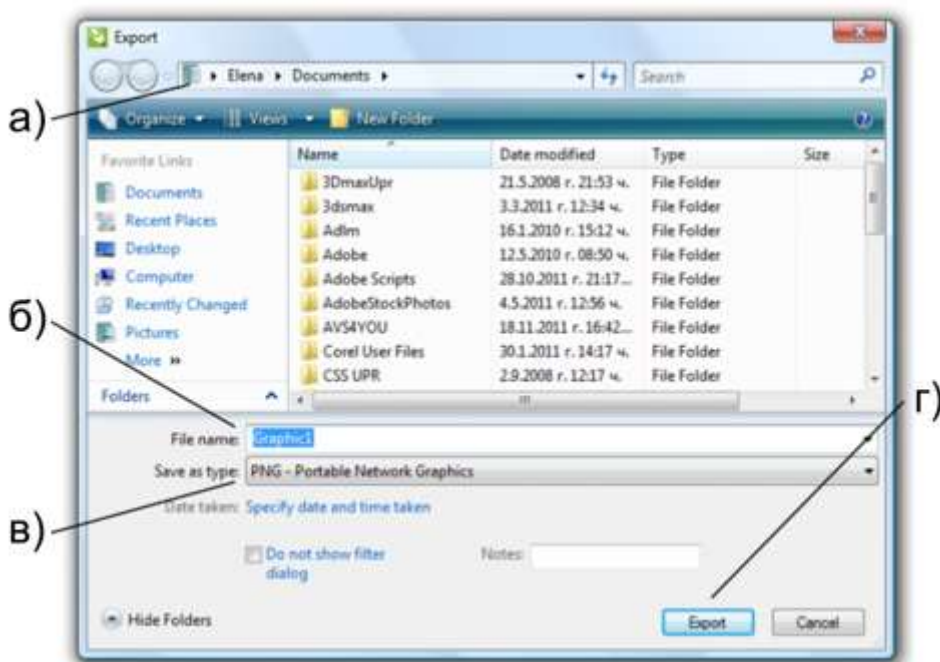 Export
Elena Documents
Search
а)
Organize Views New Folder
Favorite Links
Name Date modified Type Size
Documents
Recent Places
Desktop
Computer
Recently Changed
Pictures
More »
Folders
3DmaxUpr 21.5.2008 г. 21:53 ч. File Folder
3dsmax 3.3.2011 г. 12:34 ч. File Folder
Adlm 16.1.2010 г. 15:12 ч. File Folder
Adobe 12.5.2010 г. 08:50 ч. File Folder
Adobe Scripts 28.10.2011 г. 21:17... File Folder
AdobeStockPhotos 4.5.2011 г. 12:56 ч. File Folder
AVS4YOU 18.11.2011 г. 16:42... File Folder
Corel User Files 30.1.2011 г. 14:17 ч. File Folder
CSS UPR 2.9.2008 г. 12:17 ч. File Folder
б)
г)
File name: Graphic1
Save as type: PNG - Portable Network Graphics
в)
Date taken: Specify date and time taken
Do not show filter
dialog
Notes:
Hide Folders
Export Cancel